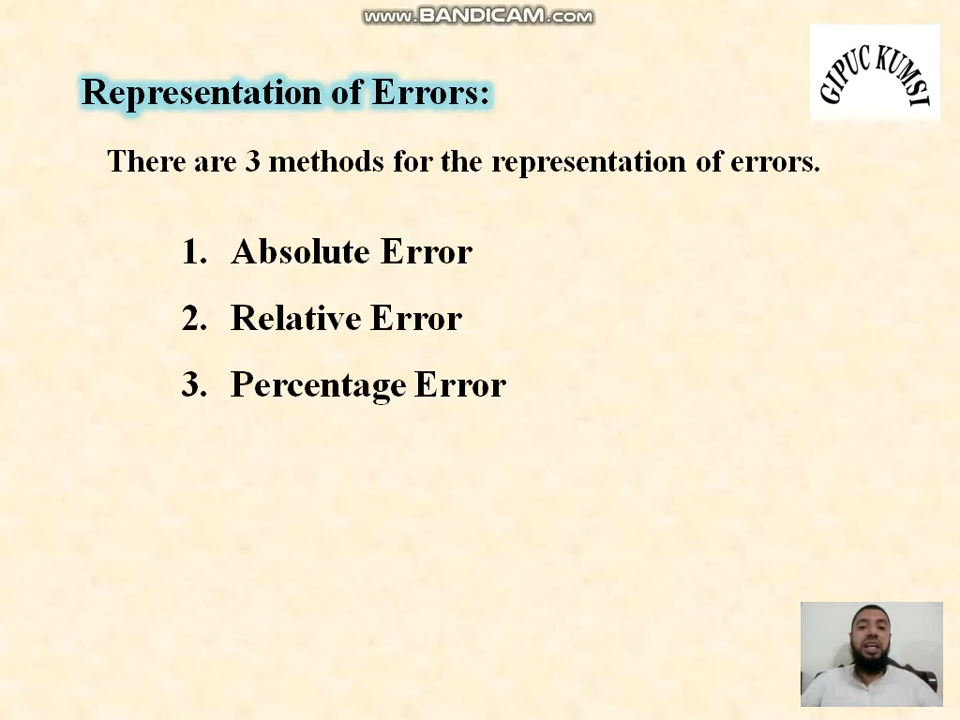 www.BANDICAM.com
GIPUC KUMSI
Representation of Errors:
There are 3 methods for the representation of errors.
1. Absolute Error
2. Relative Error
3. Percentage Error